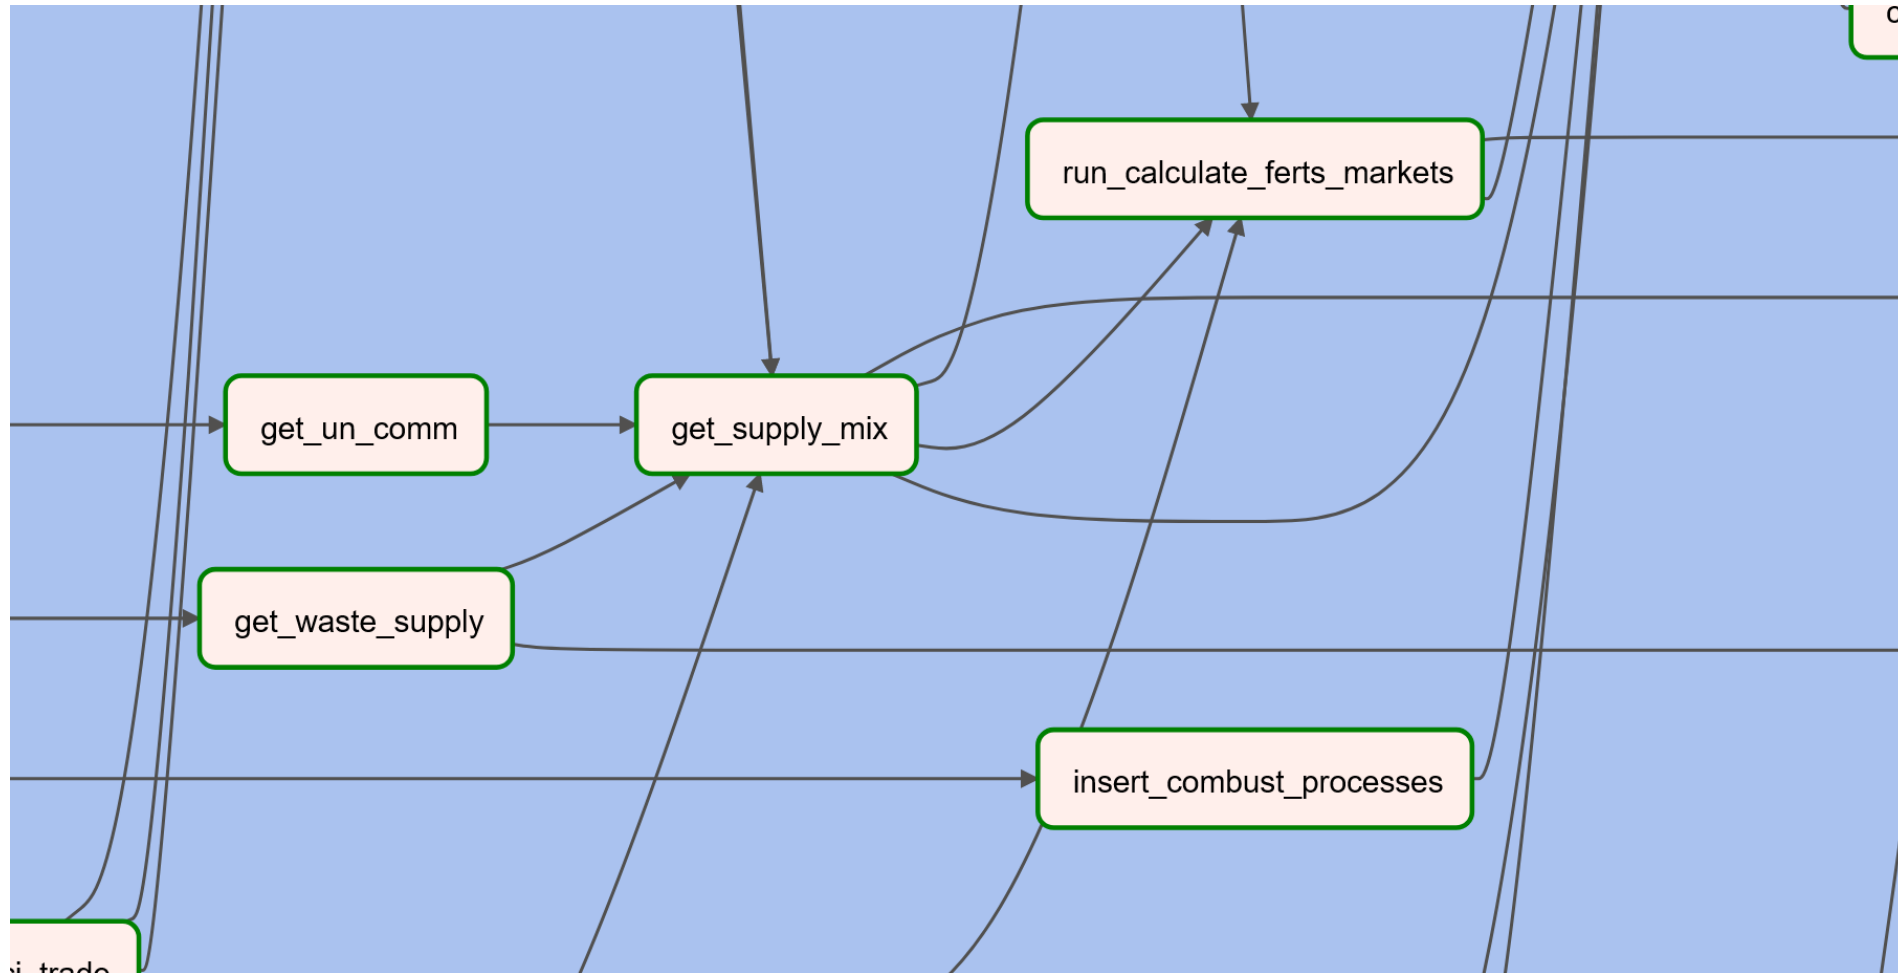 run_calculate_ferts_markets
get_un_comm
get_supply_mix
get_waste_supply
insert_combust_processes